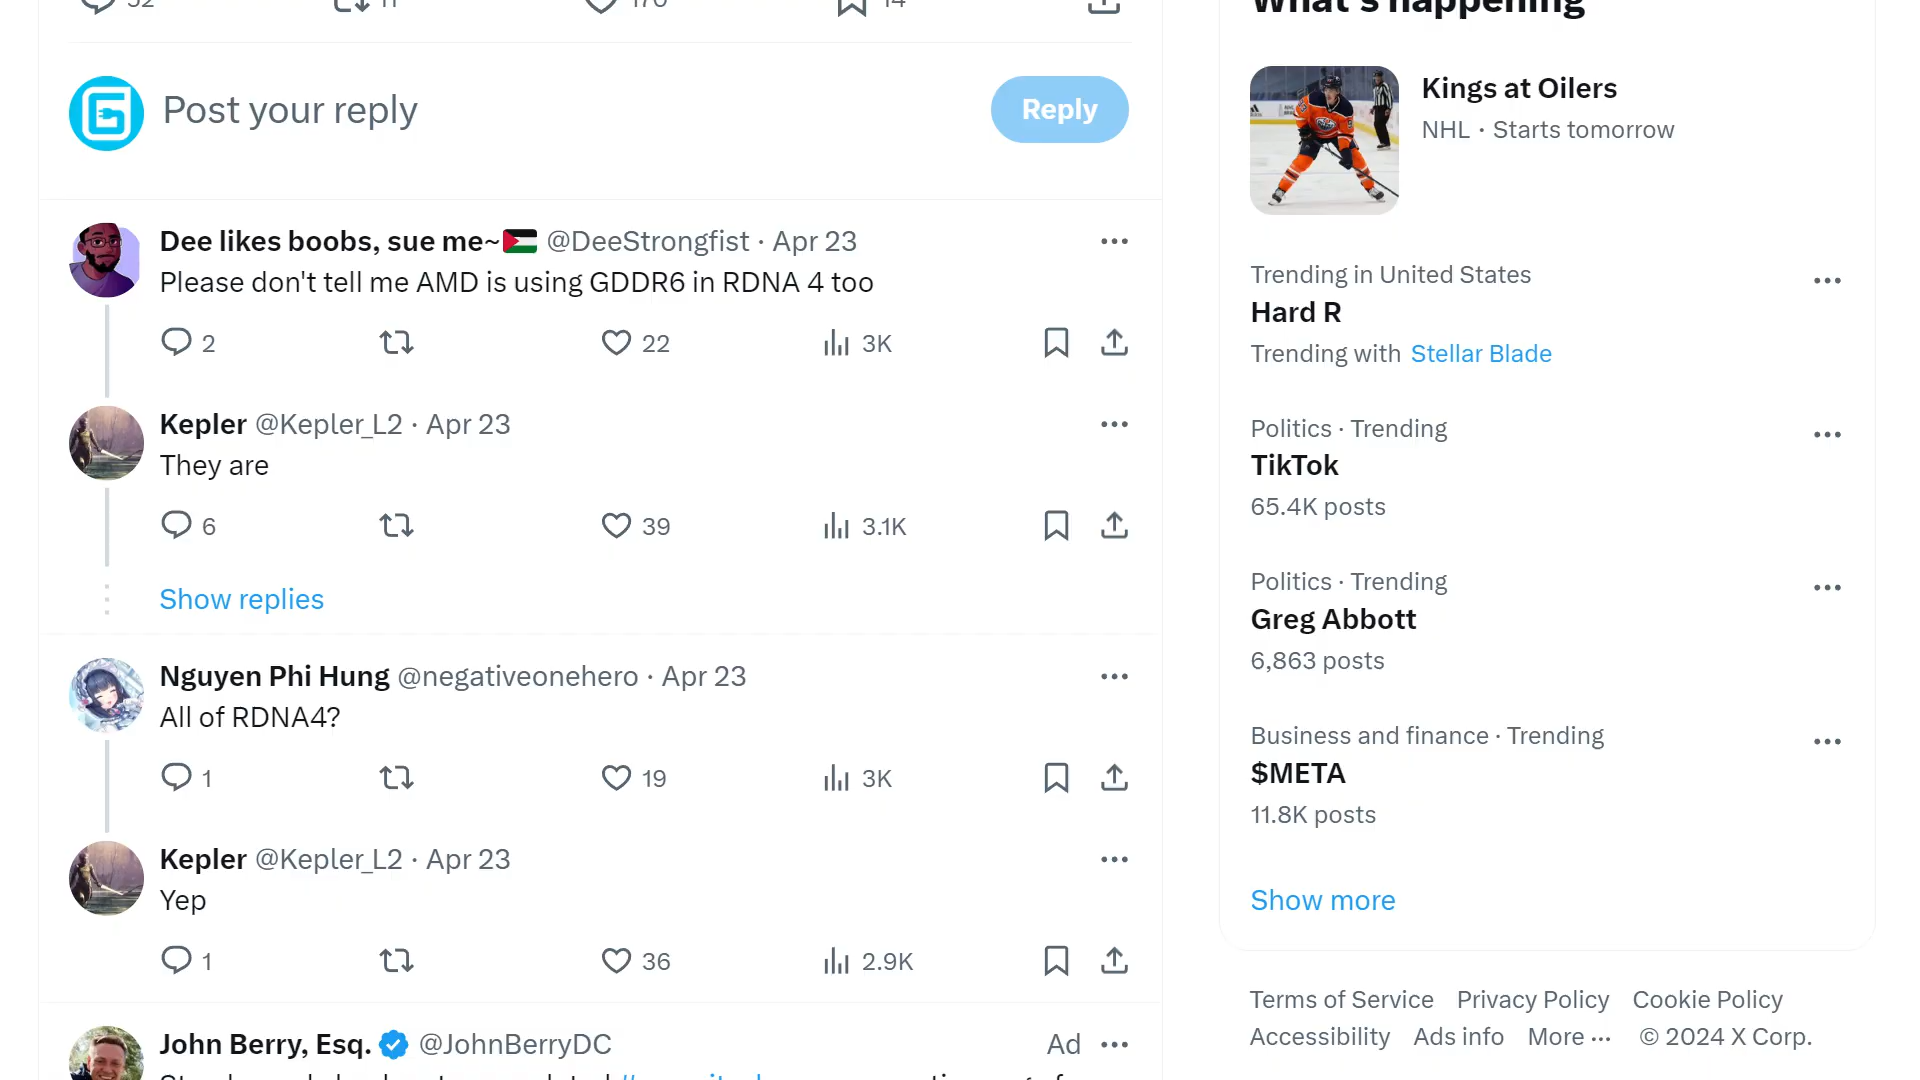 52 11 176 14
Post your reply
Reply
Dee likes boobs, sue me~🇵🇸 @DeeStrongfist · Apr 23
Please don't tell me AMD is using GDDR6 in RDNA 4 too
2 22 3K
Kepler @Kepler_L2 · Apr 23
They are
6 39 3.1K
Show replies
Nguyen Phi Hung @negativeonehero · Apr 23
All of RDNA4?
1 19 3K
Kepler @Kepler_L2 · Apr 23
Yep
1 36 2.9K
John Berry, Esq. @JohnBerryDC Ad
What's happening
Kings at Oilers
NHL · Starts tomorrow
Trending in United States
Hard R
Trending with Stellar Blade
Politics · Trending
TikTok
65.4K posts
Politics · Trending
Greg Abbott
6,863 posts
Business and finance · Trending
$META
11.8K posts
Show more
Terms of Service Privacy Policy Cookie Policy
Accessibility Ads info More ··· © 2024 X Corp.